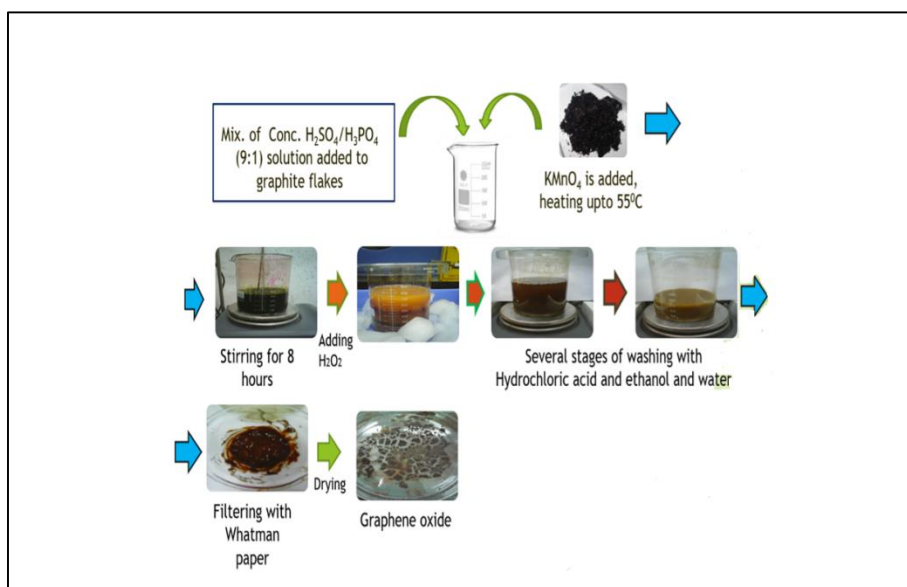 Mix. of Conc. H₂SO₄/H₃PO₄
(9:1) solution added to
graphite flakes
KMnO₄ is added,
heating upto 55⁰C
Stirring for 8
hours
Adding
H₂O₂
Several stages of washing with
Hydrochloric acid and ethanol and water
Filtering with
Whatman
paper
Drying
Graphene oxide